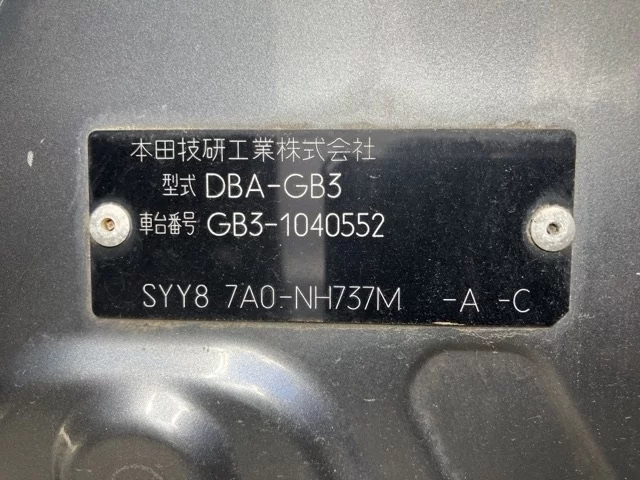 本田技研工業株式会社
型式 DBA-GB3
車台番号 GB3-1040552
SYY8 7A0-NH737M -A -C